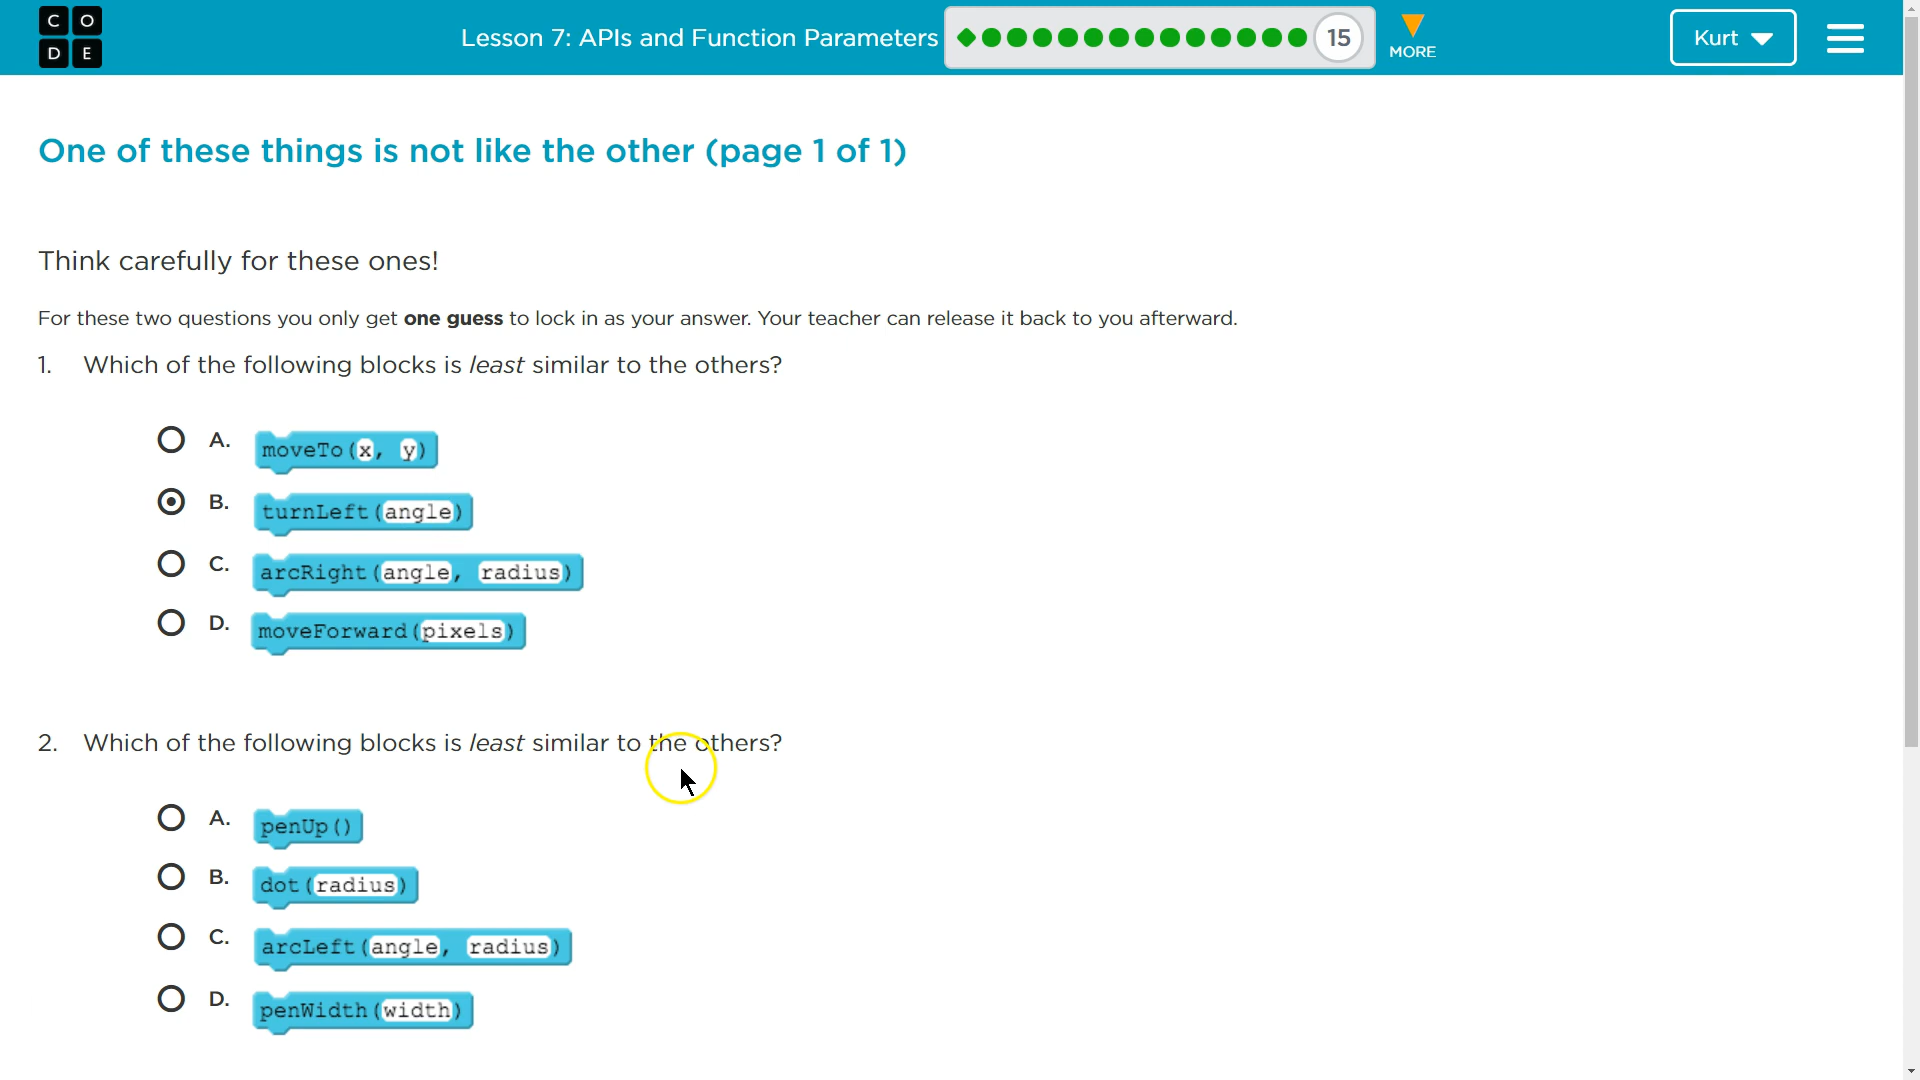 C O
D E
Lesson 7: APIs and Function Parameters
15
MORE
Kurt
One of these things is not like the other (page 1 of 1)
Think carefully for these ones!
For these two questions you only get one guess to lock in as your answer. Your teacher can release it back to you afterward.
1. Which of the following blocks is least similar to the others?
A. moveTo(x, y)
B. turnLeft(angle)
C. arcRight(angle, radius)
D. moveForward(pixels)
2. Which of the following blocks is least similar to the others?
A. penUp()
B. dot(radius)
C. arcLeft(angle, radius)
D. penWidth(width)